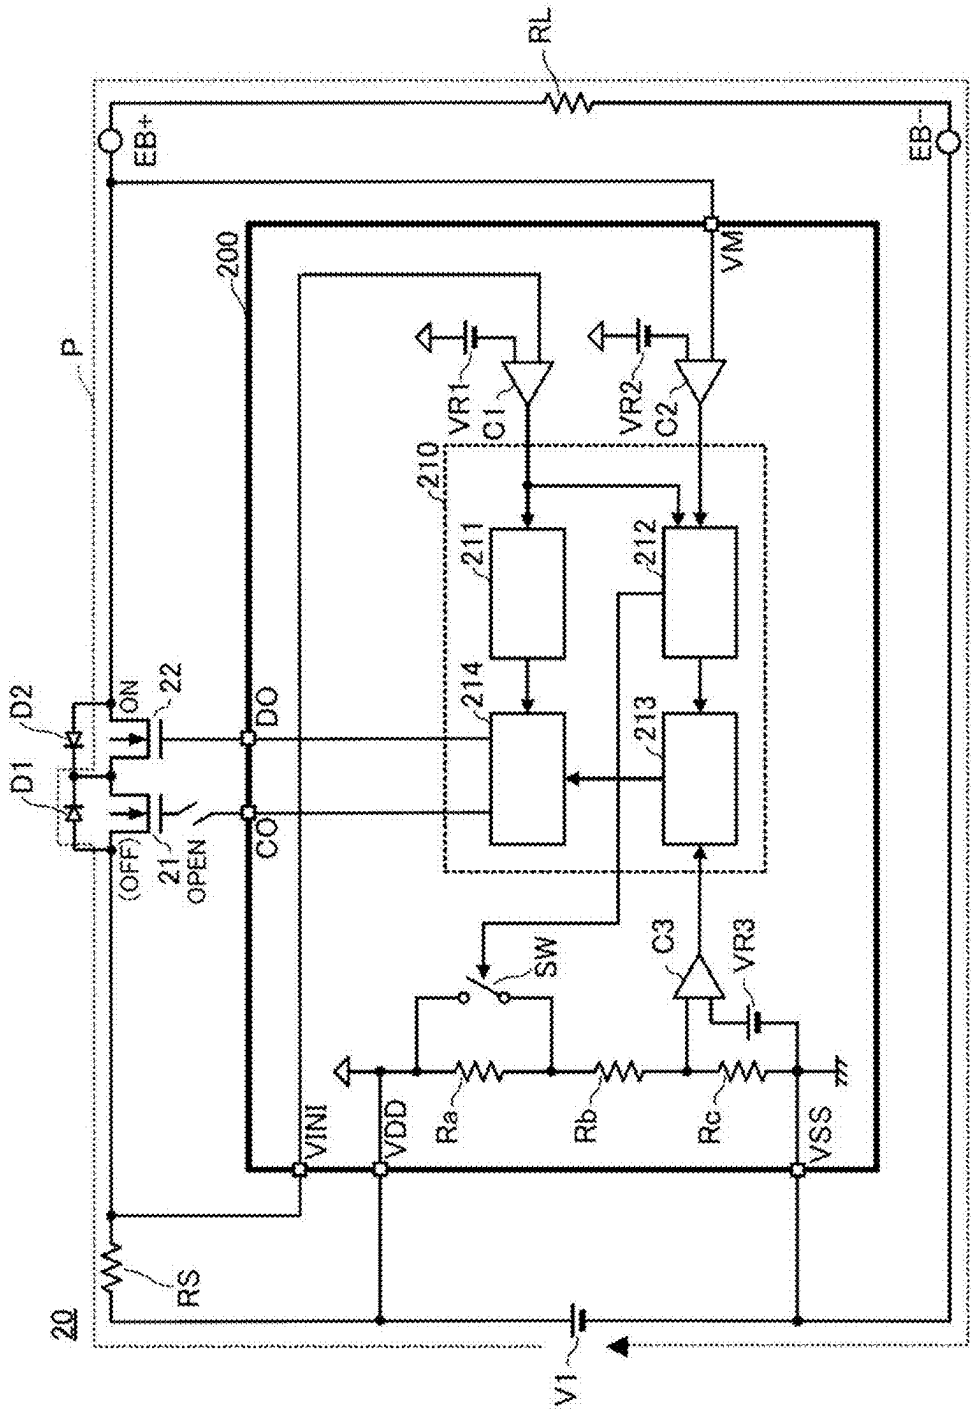 20
RS
VINI
VDD
VSS
V1
D1
D2
(OFF)
21
OPEN
ON
22
CO
DO
P
200
EB+
EB-
RL
VM
VR1
C1
VR2
C2
210
211
212
214
213
SW
C3
VR3
Ra
Rb
Rc